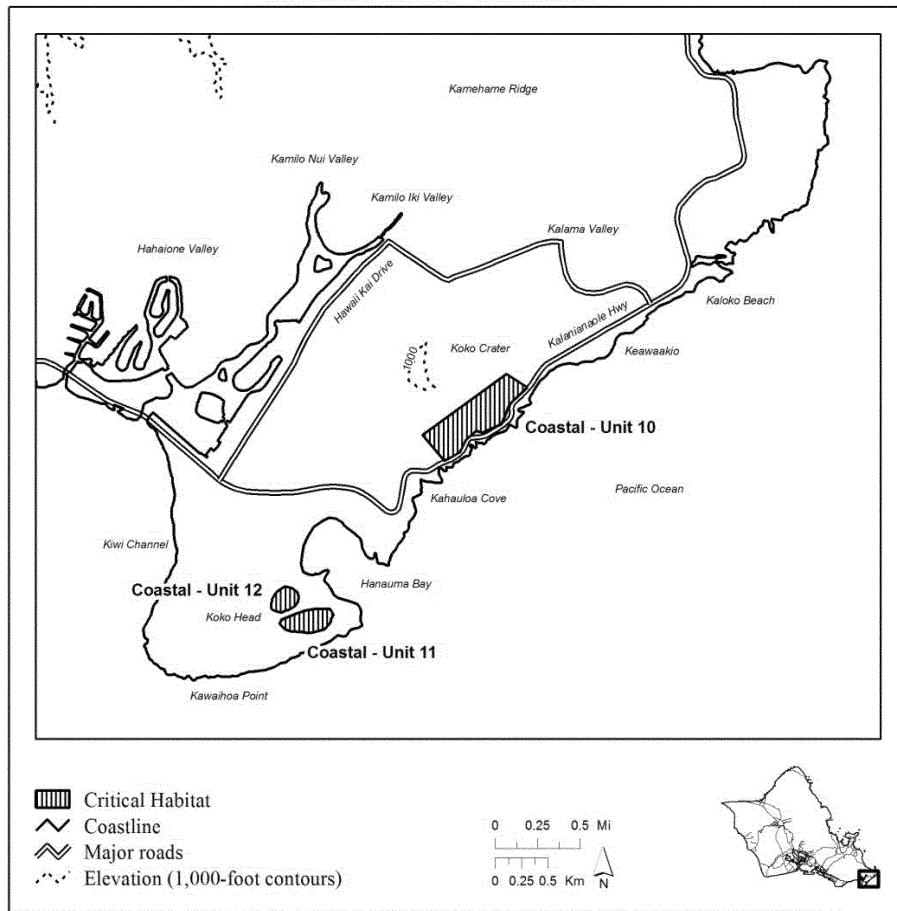 Kamehame Ridge
Kamilo Nui Valley
Kamilo Iki Valley
Kalama Valley
Hahaione Valley
Hawaii Kai Drive
Kaloko Beach
Kalanianaole Hwy
1000
Koko Crater
Keawaakio
Coastal - Unit 10
Kahauloa Cove
Pacific Ocean
Kiwi Channel
Hanauma Bay
Coastal - Unit 12
Koko Head
Coastal - Unit 11
Kawaihoa Point
Critical Habitat
Coastline
Major roads
Elevation (1,000-foot contours)
0 0.25 0.5 Mi
0 0.25 0.5 Km
N